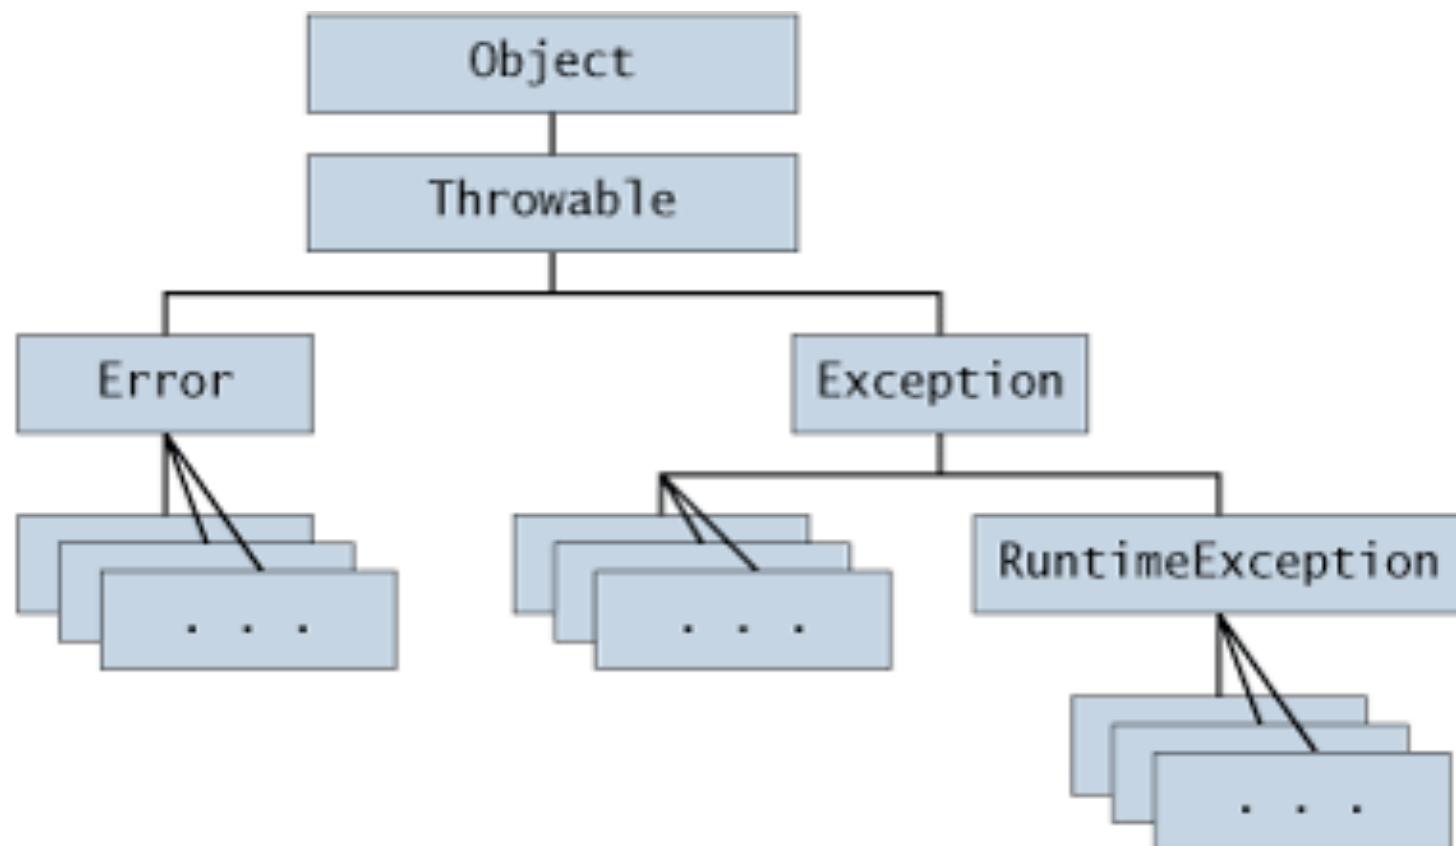 Object
Throwable
Error
Exception
. . .
. . .
RuntimeException
. . .